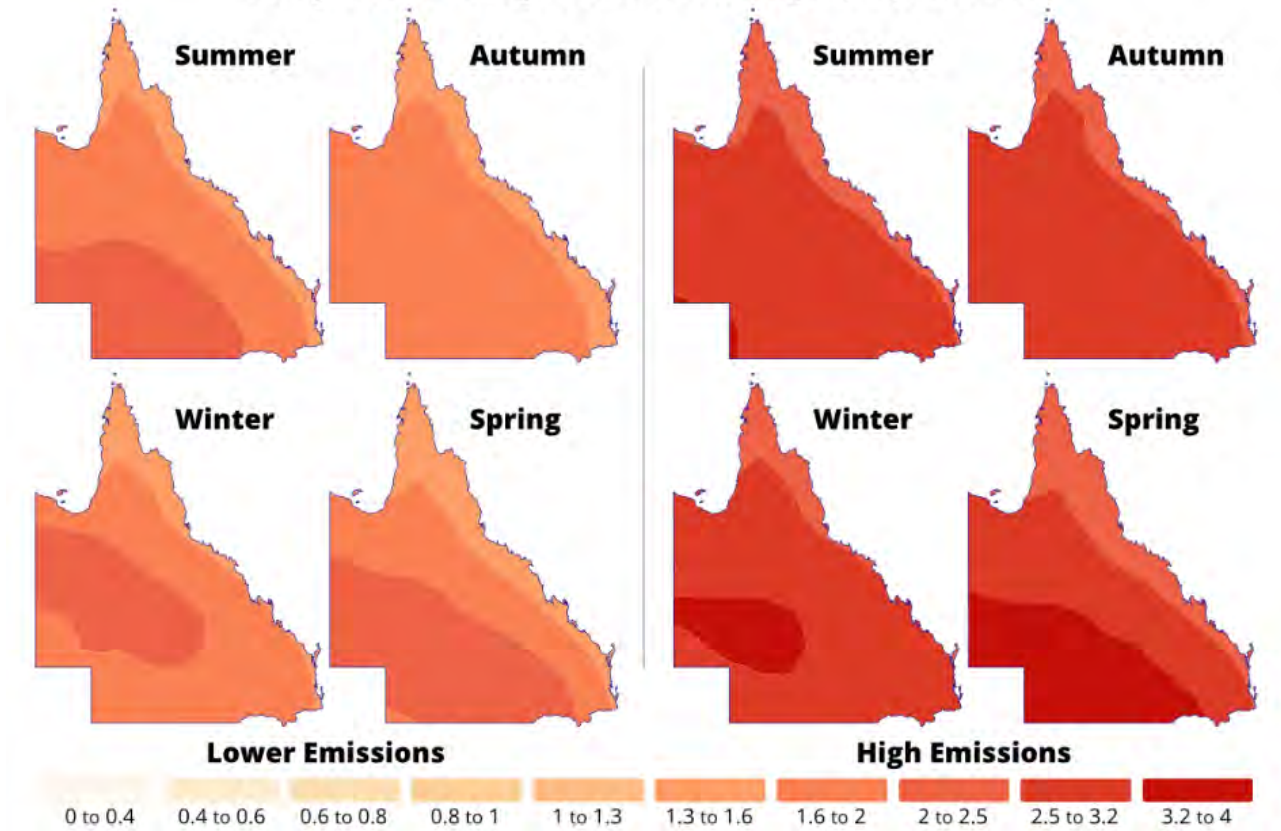 Summer Autumn Summer Autumn
Winter Spring Winter Spring
Lower Emissions High Emissions
0 to 0.4 0.4 to 0.6 0.6 to 0.8 0.8 to 1 1 to 1.3 1.3 to 1.6 1.6 to 2 2 to 2.5 2.5 to 3.2 3.2 to 4